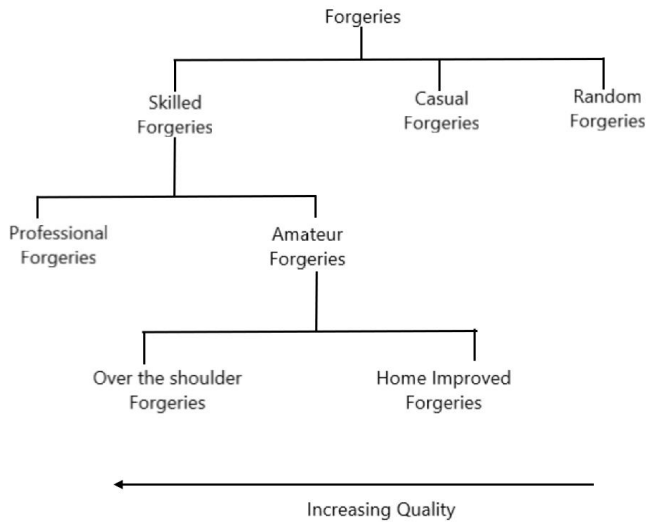 Forgeries
Skilled
Forgeries
Casual
Forgeries
Random
Forgeries
Professional
Forgeries
Amateur
Forgeries
Over the shoulder
Forgeries
Home Improved
Forgeries
Increasing Quality